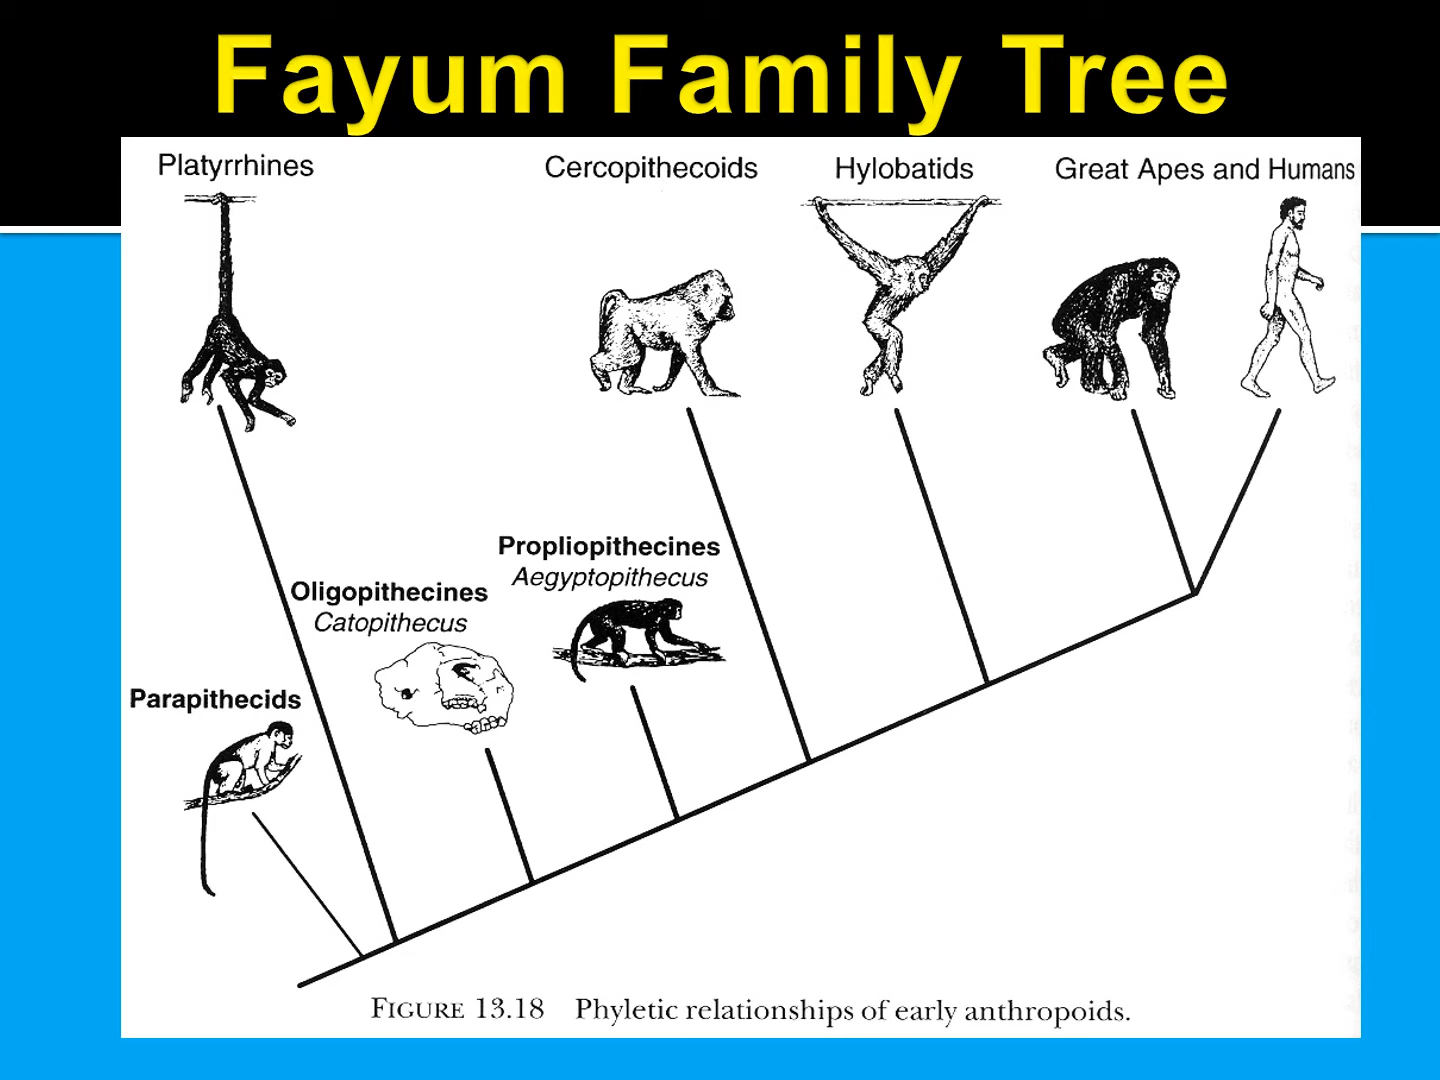 Fayum Family Tree
Platyrrhines
Cercopithecoids
Hylobatids
Great Apes and Humans
Propliopithecines
Aegyptopithecus
Oligopithecines
Catopithecus
Parapithecids
FIGURE 13.18 Phyletic relationships of early anthropoids.